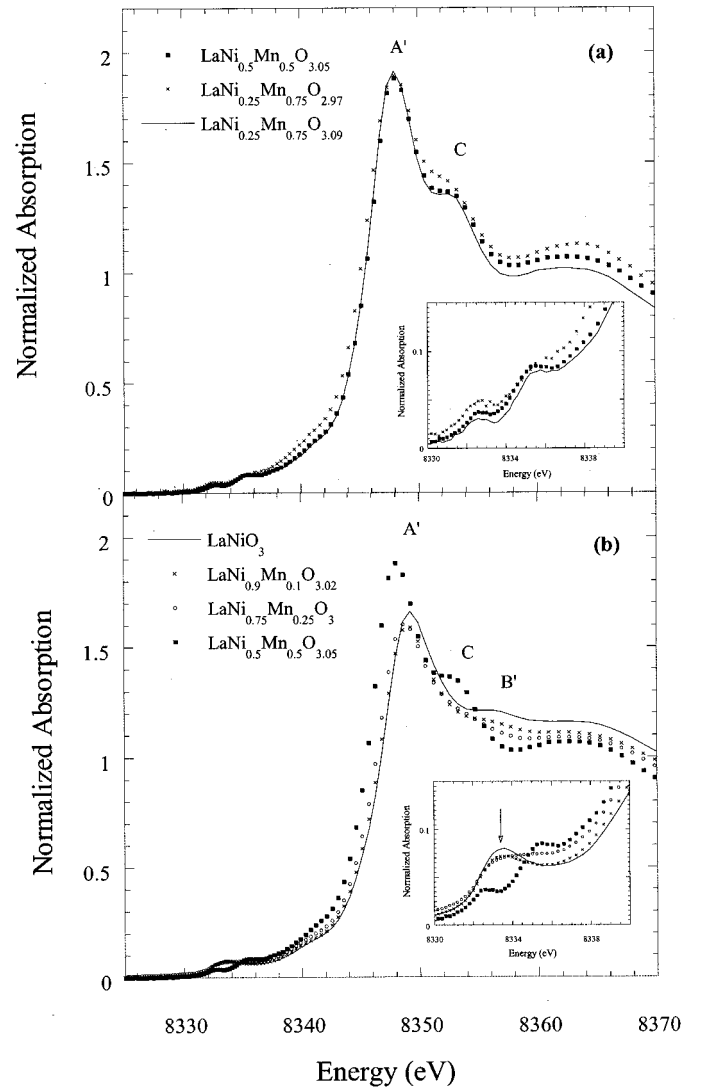 (a)
A'
LaNi0.5Mn0.5O3.05
LaNi0.25Mn0.75O2.97
LaNi0.25Mn0.75O3.09
C
2
1.5
1
0.5
0
Normalized Absorption
0.1
0
Normalized Absorption
8330
8334
8338
Energy (eV)
(b)
A'
LaNiO3
LaNi0.9Mn0.1O3.02
LaNi0.75Mn0.25O3
LaNi0.5Mn0.5O3.05
C
B'
2
1.5
1
0.5
0
Normalized Absorption
0.1
0
Normalized Absorption
8330
8334
8338
Energy (eV)
8330
8340
8350
8360
8370
Energy (eV)